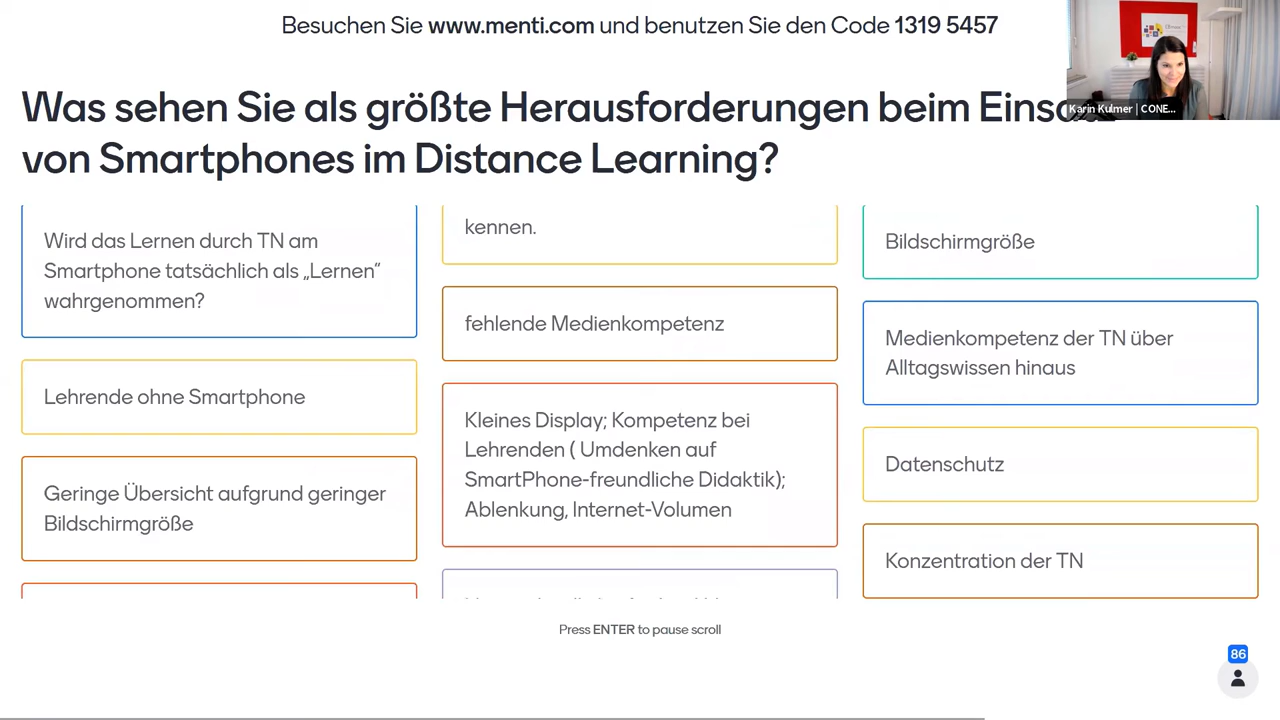 Besuchen Sie www.menti.com und benutzen Sie den Code 1319 5457
Karin Kulmer | CONE...
Was sehen Sie als größte Herausforderungen beim
von Smartphones im Distance Learning?
Wird das Lernen durch TN am
Smartphone tatsächlich als „Lernen“
wahrgenommen?
Lehrende ohne Smartphone
Geringe Übersicht aufgrund geringer
Bildschirmgröße
kennen.
fehlende Medienkompetenz
Kleines Display; Kompetenz bei
Lehrenden ( Umdenken auf
SmartPhone-freundliche Didaktik);
Ablenkung, Internet-Volumen
Bildschirmgröße
Medienkompetenz der TN über
Alltagswissen hinaus
Datenschutz
Konzentration der TN
Press ENTER to pause scroll
86